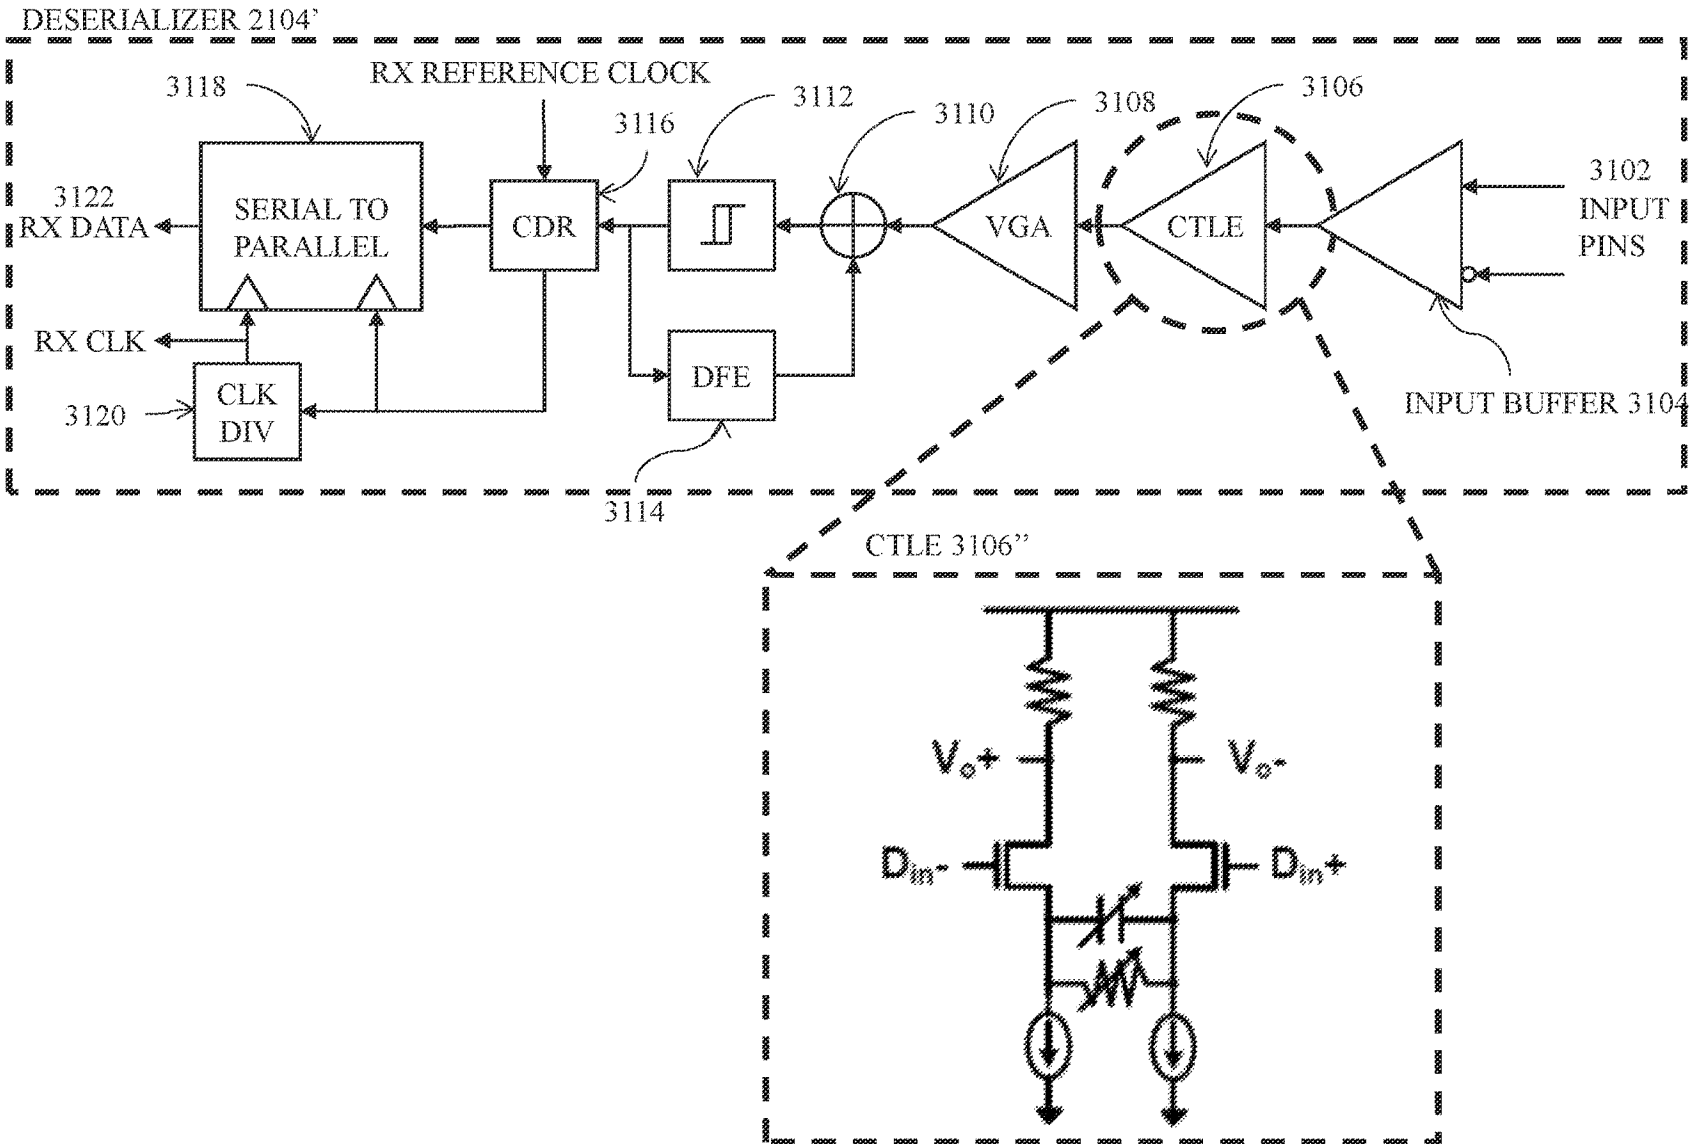 DESERIALIZER 2104’
RX REFERENCE CLOCK
3118
3116
3112
3110
3108
3106
3122
RX DATA
SERIAL TO
PARALLEL
CDR
VGA
CTLE
3102
INPUT
PINS
RX CLK
3120
CLK
DIV
DFE
3114
INPUT BUFFER 3104
CTLE 3106’’
Vo+
Vo-
Din-
Din+